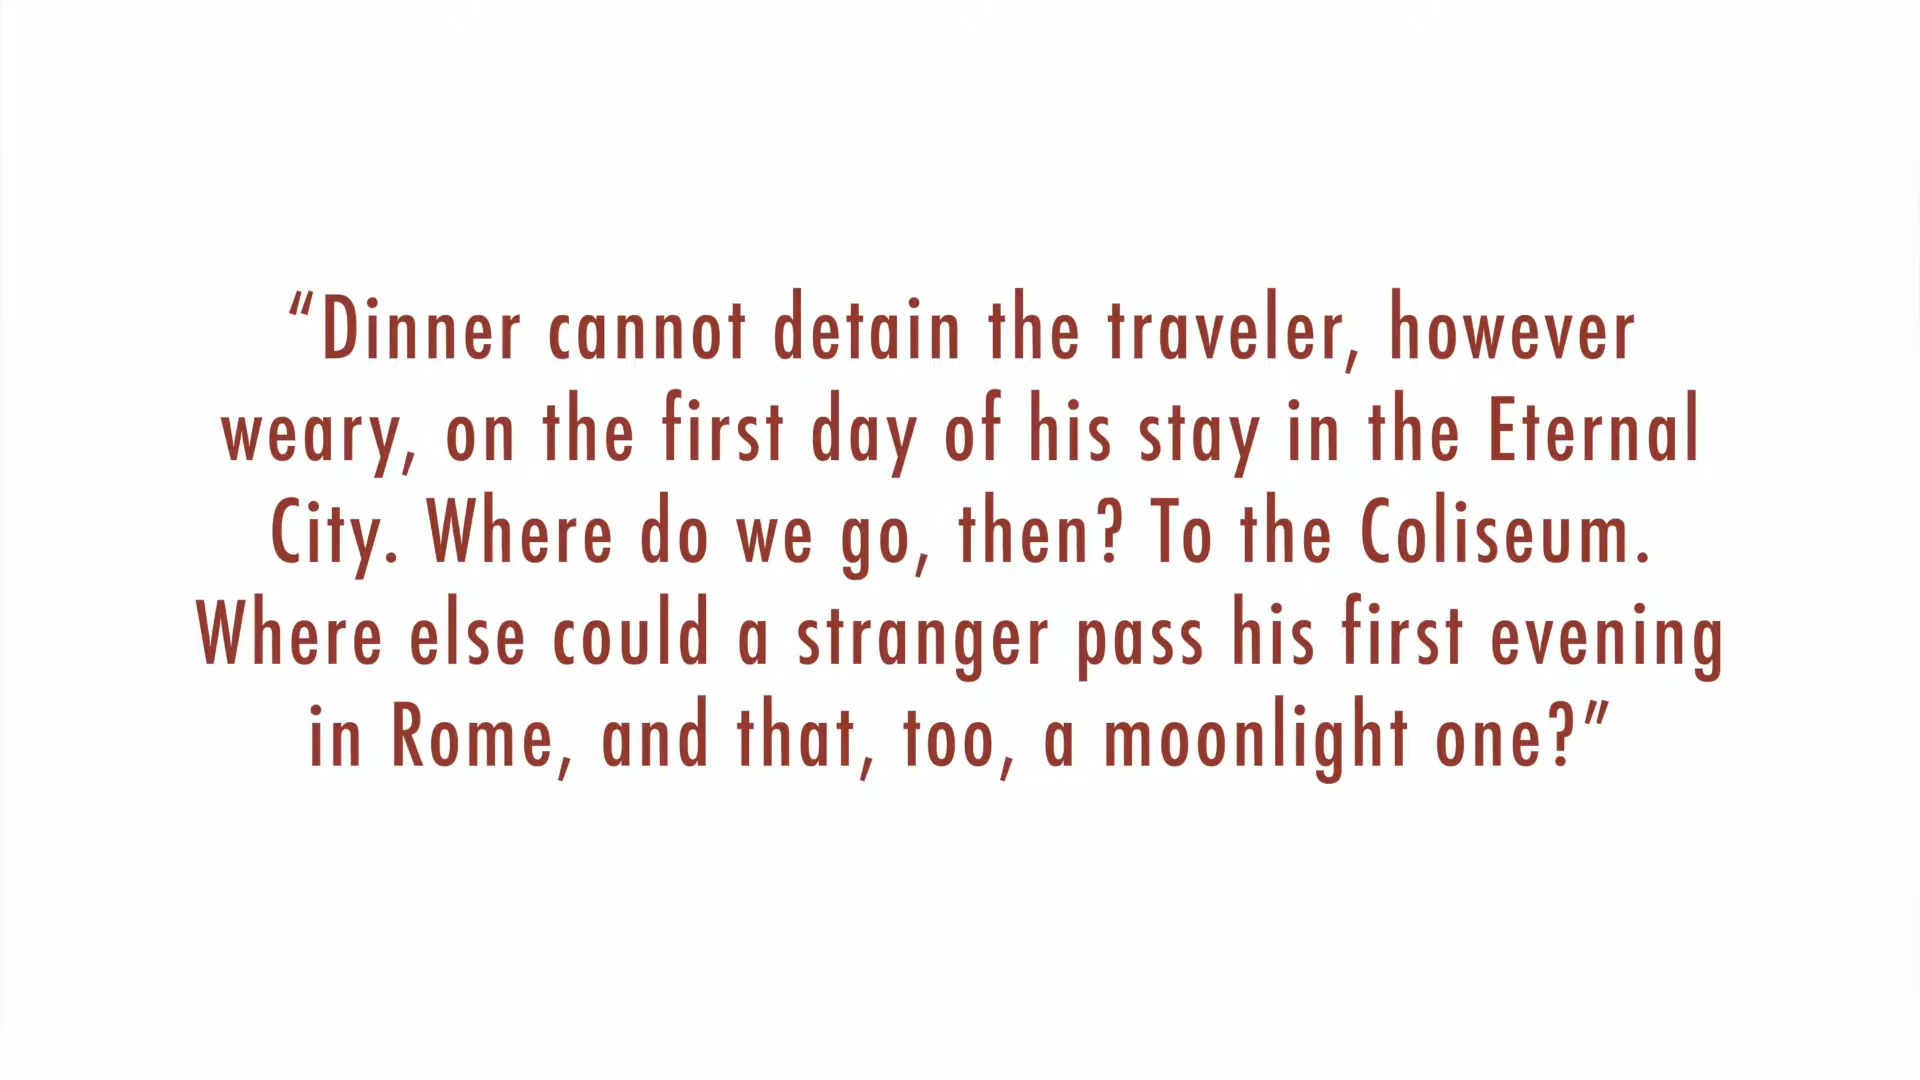 “Dinner cannot detain the traveler, however
weary, on the first day of his stay in the Eternal
City. Where do we go, then? To the Coliseum.
Where else could a stranger pass his first evening
in Rome, and that, too, a moonlight one?”